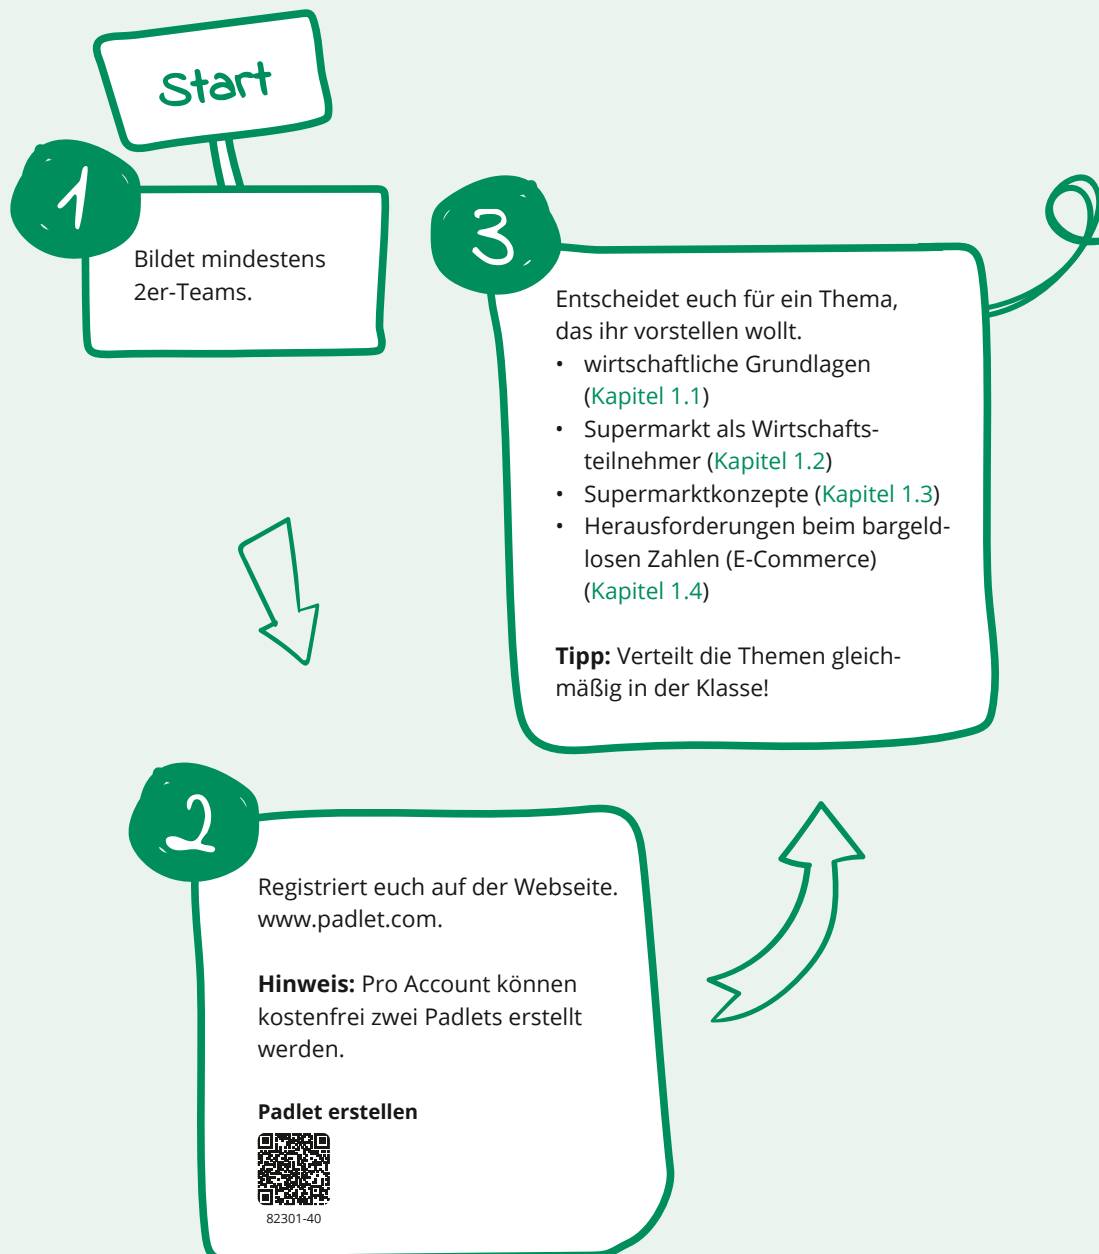 Start
1
Bildet mindestens
2er-Teams.
2
Registriert euch auf der Webseite.
www.padlet.com.
Hinweis: Pro Account können
kostenfrei zwei Padlets erstellt
werden.
Padlet erstellen
82301-40
3
Entscheidet euch für ein Thema,
das ihr vorstellen wollt.
• wirtschaftliche Grundlagen
(Kapitel 1.1)
• Supermarkt als Wirtschafts-
teilnehmer (Kapitel 1.2)
• Supermarktkonzepte (Kapitel 1.3)
• Herausforderungen beim bargeld-
losen Zahlen (E-Commerce)
(Kapitel 1.4)
Tipp: Verteilt die Themen gleich-
mäßig in der Klasse!